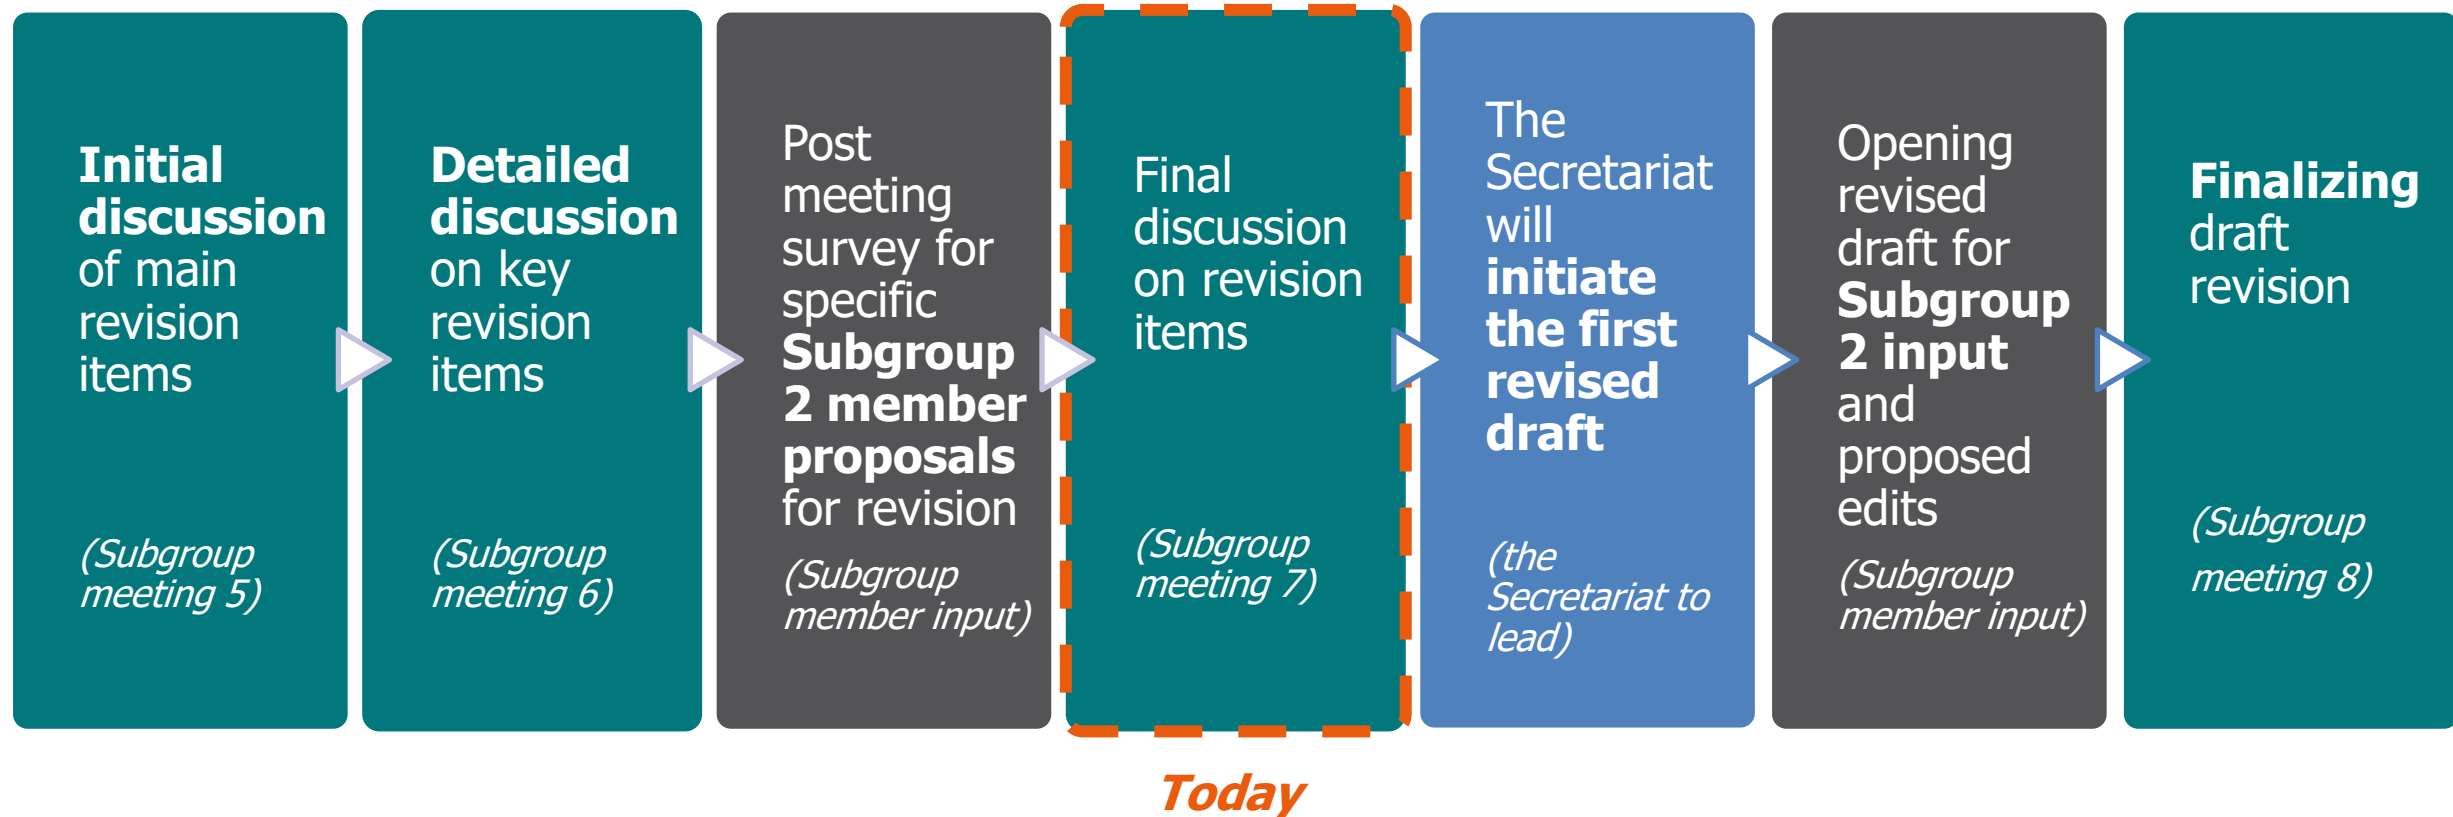 Initial
discussion
of main
revision
items
(Subgroup
meeting 5)
Detailed
discussion
on key
revision
items
(Subgroup
meeting 6)
Post
meeting
survey for
specific
Subgroup
2 member
proposals
for revision
(Subgroup
member input)
Final
discussion
on revision
items
(Subgroup
meeting 7)
The
Secretariat
will
initiate
the first
revised
draft
(the
Secretariat to
lead)
Opening
revised
draft for
Subgroup
2 input
and
proposed
edits
(Subgroup
member input)
Finalizing
draft
revision
(Subgroup
meeting 8)
Today